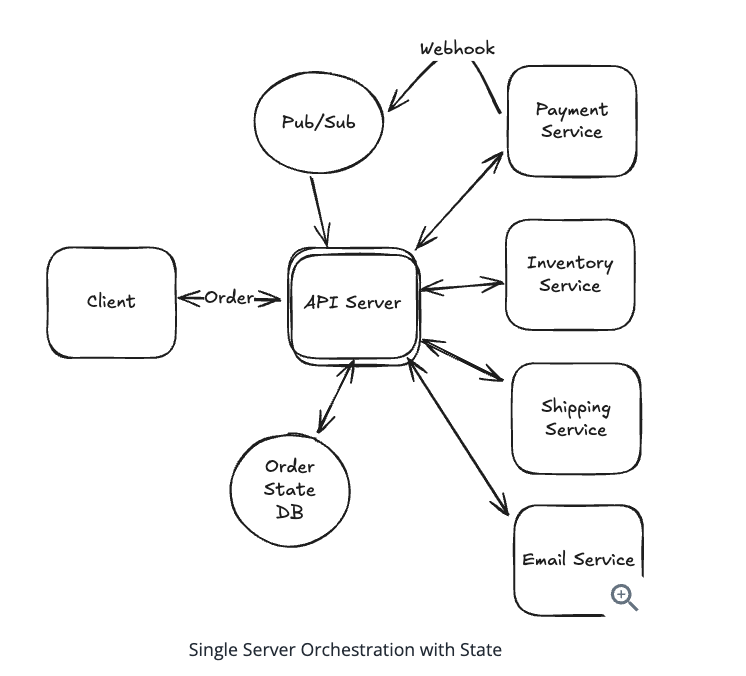 Webhook
Pub/Sub
Payment
Service
Client
Order
API Server
Inventory
Service
Shipping
Service
Order
State
DB
Email Service
Single Server Orchestration with State